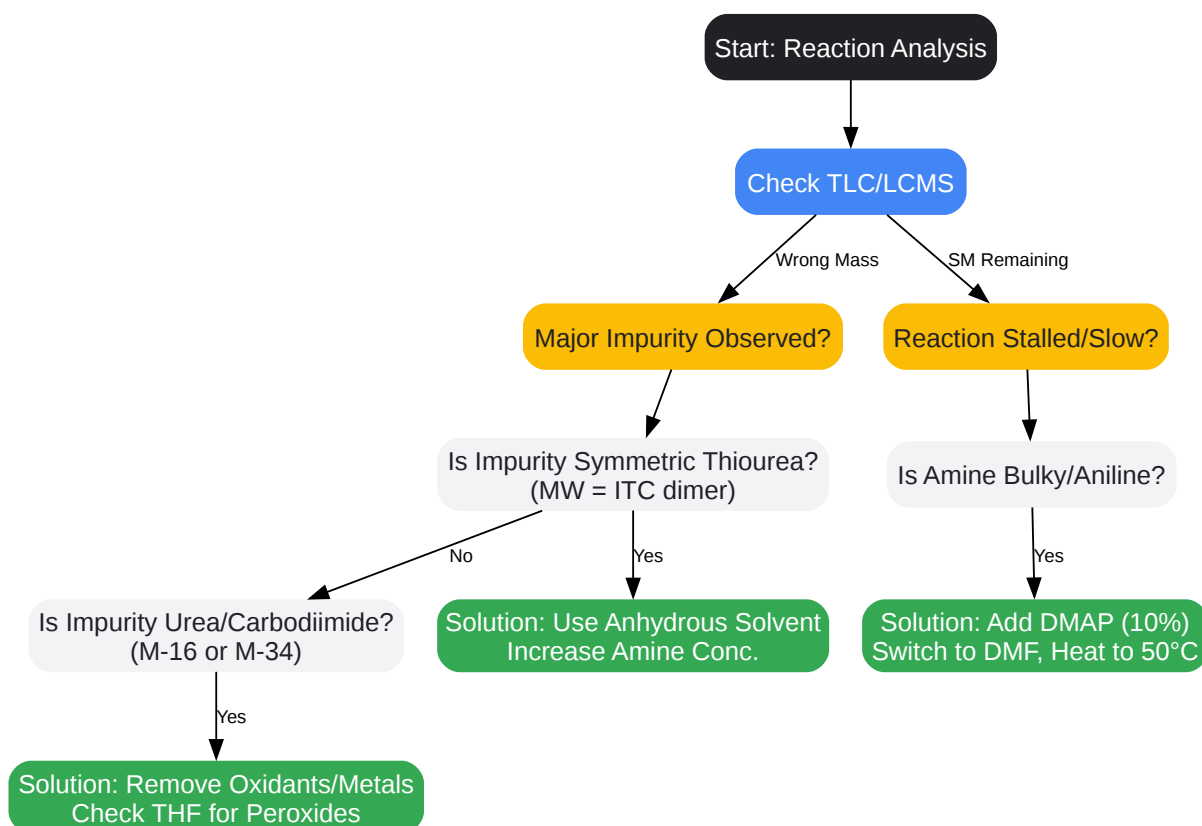 Start: Reaction Analysis
Check TLC/LCMS
Wrong Mass
SM Remaining
Major Impurity Observed?
Reaction Stalled/Slow?
Is Impurity Symmetric Thiourea?
(MW = ITC dimer)
Is Amine Bulky/Aniline?
No
Yes
Yes
Is Impurity Urea/Carbodiimide?
(M-16 or M-34)
Solution: Use Anhydrous Solvent
Increase Amine Conc.
Solution: Add DMAP (10%)
Switch to DMF, Heat to 50°C
Yes
Solution: Remove Oxidants/Metals
Check THF for Peroxides